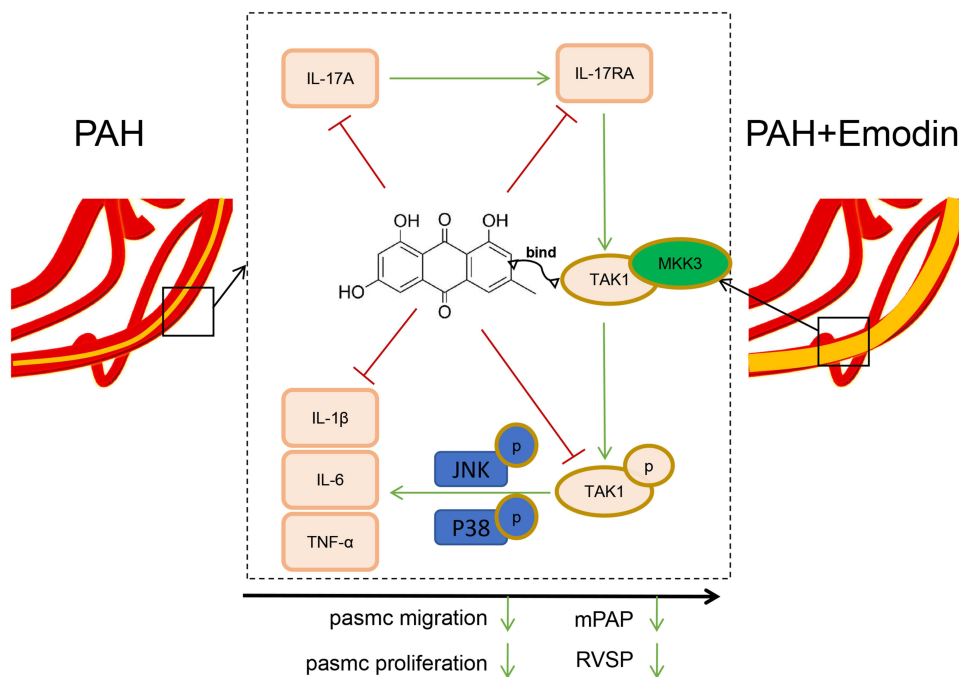 IL-17A
IL-17RA
PAH
PAH+Emodin
OH
O
OH
bind
TAK1
MKK3
HO
O
IL-1β
IL-6
TNF-α
p
JNK
p
P38
p
TAK1
pasmc migration
mPAP
pasmc proliferation
RVSP